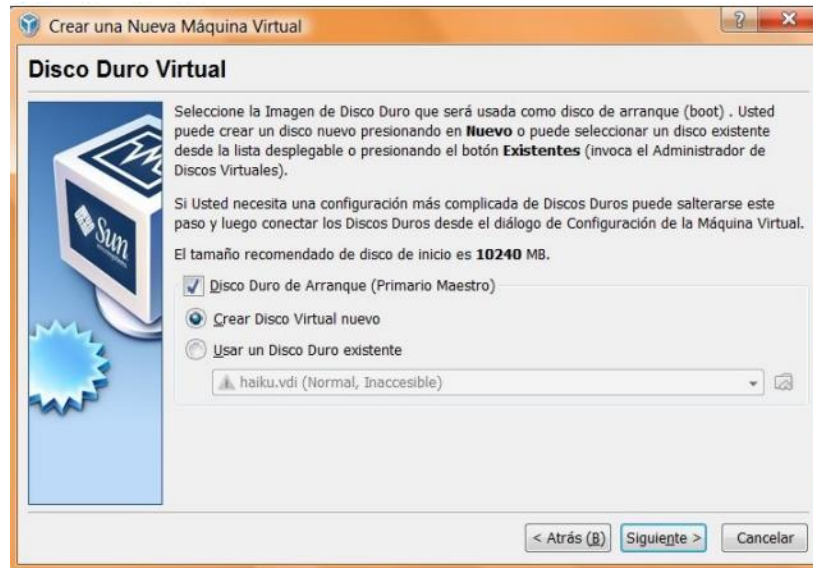 Crear una Nueva Máquina Virtual
Disco Duro Virtual
Seleccione la Imagen de Disco Duro que será usada como disco de arranque (boot) . Usted
puede crear un disco nuevo presionando en Nuevo o puede seleccionar un disco existente
desde la lista desplegable o presionando el botón Existentes (invoca el Administrador de
Discos Virtuales).
Si Usted necesita una configuración más complicada de Discos Duros puede salterarse este
paso y luego conectar los Discos Duros desde el diálogo de Configuración de la Máquina Virtual.
El tamaño recomendado de disco de inicio es 10240 MB.
Disco Duro de Arranque (Primario Maestro)
Crear Disco Virtual nuevo
Usar un Disco Duro existente
haiku.vdi (Normal, Inaccesible)
Sun
< Atrás (B)
Siguiente >
Cancelar